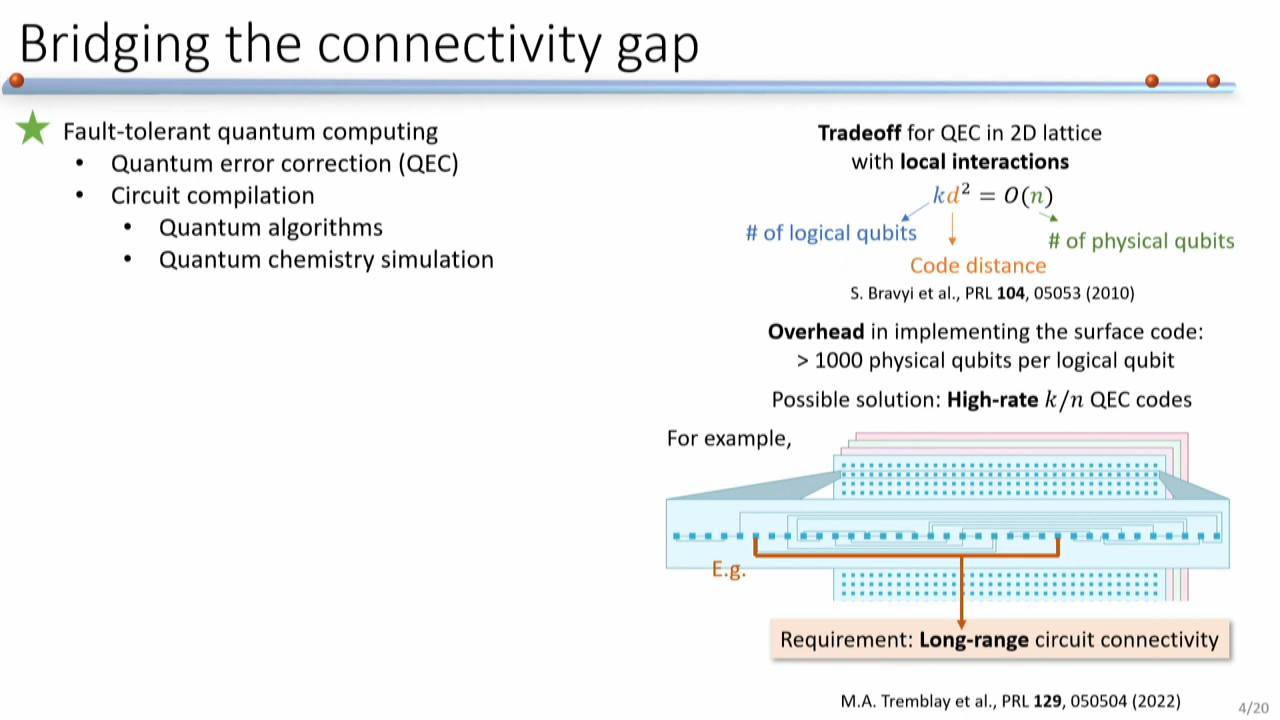 Bridging the connectivity gap
Fault-tolerant quantum computing
• Quantum error correction (QEC)
• Circuit compilation
• Quantum algorithms
• Quantum chemistry simulation
Tradeoff for QEC in 2D lattice
with local interactions
kd² = O(n)
# of logical qubits
# of physical qubits
Code distance
S. Bravyi et al., PRL 104, 05053 (2010)
Overhead in implementing the surface code:
> 1000 physical qubits per logical qubit
Possible solution: High-rate k/n QEC codes
For example,
E.g.
Requirement: Long-range circuit connectivity
M.A. Tremblay et al., PRL 129, 050504 (2022)
4/20